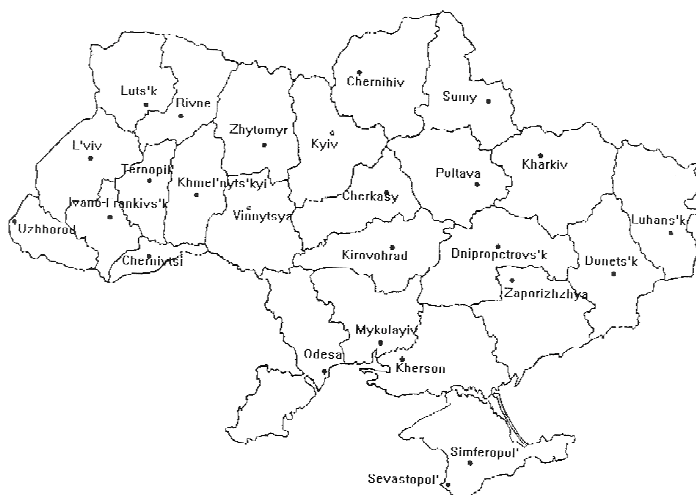 Chernihiv
Luts'k
Sumy
Rivne
Zhytomyr
Kyiv
L'viv
Kharkiv
Ternopil'
Poltava
Khmel'nyts'kyi
Cherkasy
Ivano-Frankivs'k
Vinnytsya
Luhans'k
Uzhhorod
Kirovohrad
Dnipropetrovs'k
Chernivtsi
Donets'k
Zaporizhzhya
Mykolayiv
Odesa
Kherson
Simferopol'
Sevastopol'